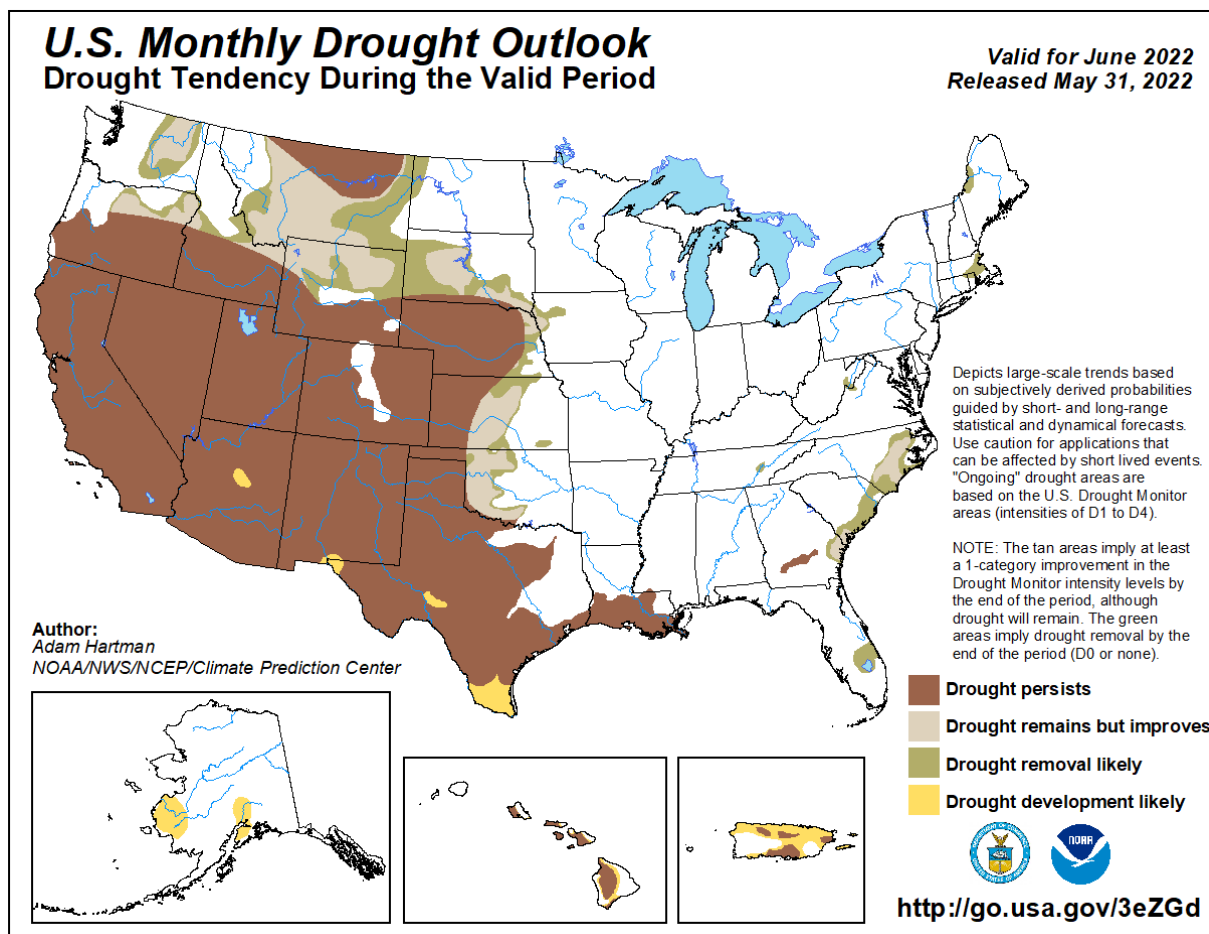 U.S. Monthly Drought Outlook
Drought Tendency During the Valid Period
Valid for June 2022
Released May 31, 2022
Depicts large-scale trends based
on subjectively derived probabilities
guided by short- and long-range
statistical and dynamical forecasts.
Use caution for applications that
can be affected by short lived events.
"Ongoing" drought areas are
based on the U.S. Drought Monitor
areas (intensities of D1 to D4).
NOTE: The tan areas imply at least
a 1-category improvement in the
Drought Monitor intensity levels by
the end of the period, although
drought will remain. The green
areas imply drought removal by the
end of the period (D0 or none).
Author:
Adam Hartman
NOAA/NWS/NCEP/Climate Prediction Center
Drought persists
Drought remains but improves
Drought removal likely
Drought development likely
NOAA
http://go.usa.gov/3eZGd